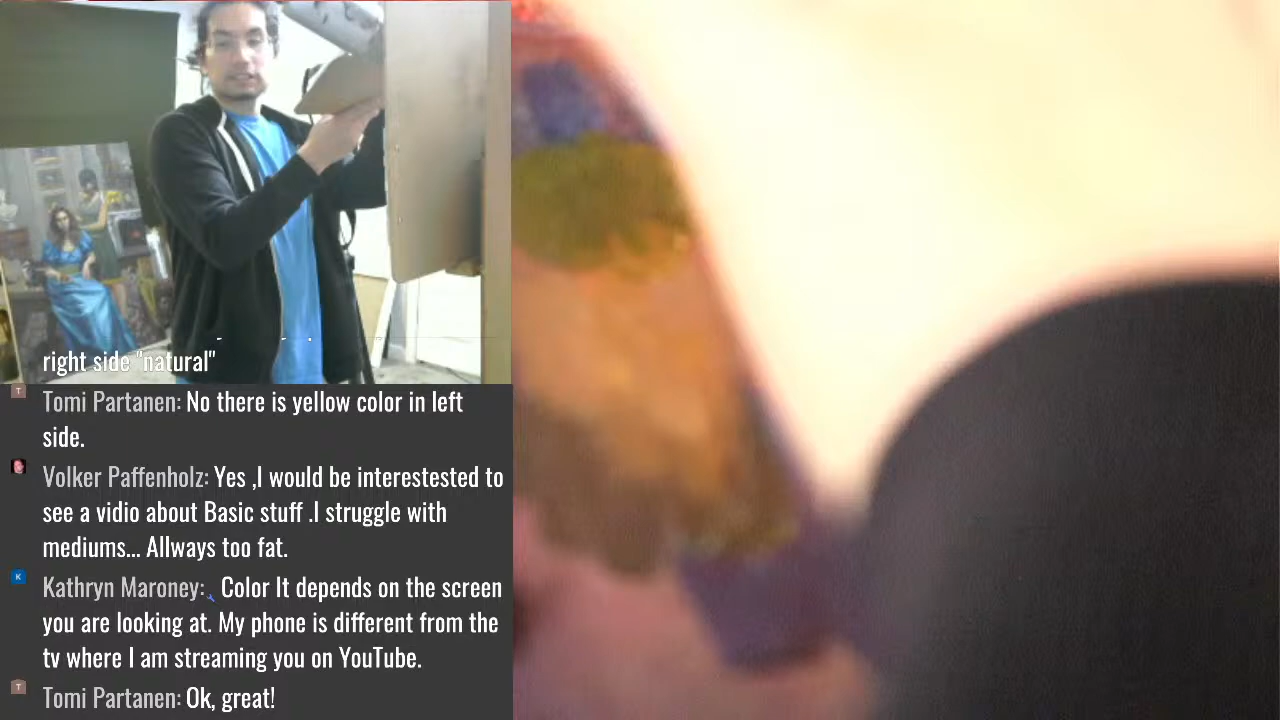 right side "natural"
Tomi Partanen: No there is yellow color in left
side.
Volker Paffenholz: Yes ,I would be interestested to
see a vidio about Basic stuff .I struggle with
mediums... Allways too fat.
Kathryn Maroney: Color It depends on the screen
you are looking at. My phone is different from the
tv where I am streaming you on YouTube.
Tomi Partanen: Ok, great!